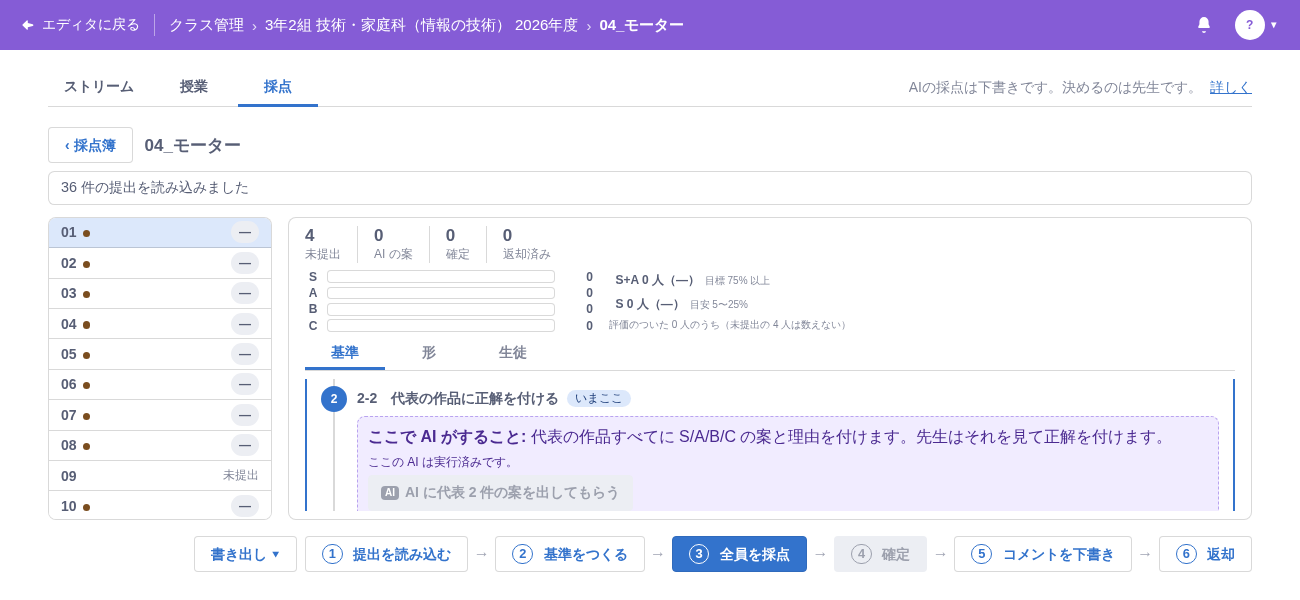 エディタに戻る
クラス管理 › 3年2組 技術・家庭科（情報の技術） 2026年度 › 04_モーター
?
ストリーム 授業 採点
AIの採点は下書きです。決めるのは先生です。 詳しく
‹ 採点簿 04_モーター
36 件の提出を読み込みました
01 —
02 —
03 —
04 —
05 —
06 —
07 —
08 —
09 未提出
10 —
4 0 0 0
未提出 AI の案 確定 返却済み
S 0
A 0
B 0
C 0
S+A 0 人（—） 目標 75% 以上
S 0 人（—） 目安 5〜25%
評価のついた 0 人のうち（未提出の 4 人は数えない）
基準 形 生徒
2 2-2 代表の作品に正解を付ける いまここ
ここで AI がすること: 代表の作品すべてに S/A/B/C の案と理由を付けます。先生はそれを見て正解を付けます。
ここの AI は実行済みです。
AI AI に代表 2 件の案を出してもらう
書き出し ▾ 1 提出を読み込む → 2 基準をつくる → 3 全員を採点 → 4 確定 → 5 コメントを下書き → 6 返却